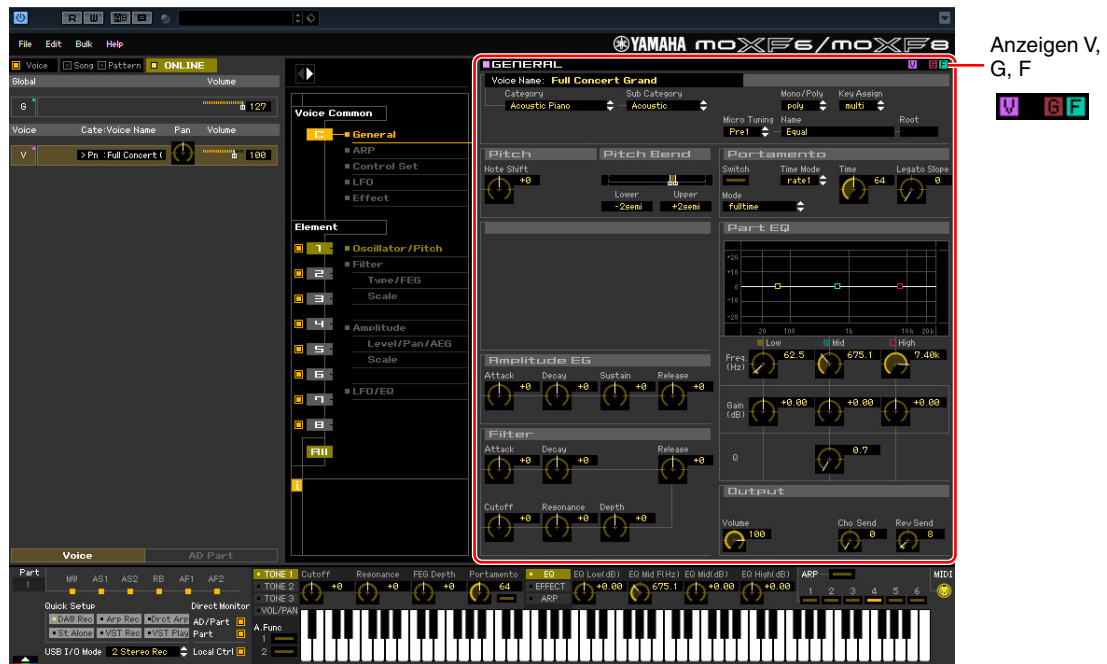 R W AB
File Edit Bulk Help
YAMAHA moXF6/moXF8
Anzeigen V, G, F
V G F
Voice Song Pattern ONLINE
Global Volume
G 127
Voice Cate:Voice Name Pan Volume
V > Pn :Full Concert ( 100
Voice Common
C General
ARP
Control Set
LFO
Effect
Element
1 Oscillator/Pitch
2 Filter
Type/FEG
3 Scale
4 Amplitude
5 Level/Pan/AEG
Scale
6
7 LFO/EQ
8
All
i
GENERAL V G F
Voice Name: Full Concert Grand
Category Sub Category Mono/Poly Key Assign
Acoustic Piano Acoustic poly multi
Micro Tuning Name Root
Pre1 Equal
Pitch Pitch Bend Portamento
Note Shift Switch Time Mode Time Legato Slope
+0 rate1 64 0
Lower Upper Mode
-2semi +2semi fulltime
Part EQ
+20
+10
0
-10
-20
20 100 1k 10k 20k
Low Mid High
Freq. (Hz) 62.5 675.1 7.40k
Gain (dB) +0.00 +0.00 +0.00
Q 0.7
Amplitude EG
Attack Decay Sustain Release
+0 +0 +0 +0
Filter
Attack Decay Release
+0 +0 +0
Cutoff Resonance Depth
+0 +0 +0
Output
Volume Cho Send Rev Send
100 0 8
Voice AD Part
Part 1 MW AS1 AS2 RB AF1 AF2
Quick Setup Direct Monitor
DAW Rec Arp Rec Drct Arp AD/Part
St Alone VST Rec VST Play Part
USB I/O Mode 2 Stereo Rec Local Ctrl
TONE 1 Cutoff Resonance FEG Depth Portamento EQ EQ Low(dB) EQ Mid F(Hz) EQ Mid(dB) EQ High(dB) ARP MIDI
TONE 2 +0 +0 +0 64 EFFECT +0.00 675.1 +0.00 +0.00 1 2 3 4 5 6
TONE 3 ARP
VOL/PAN
A.Func
1
2